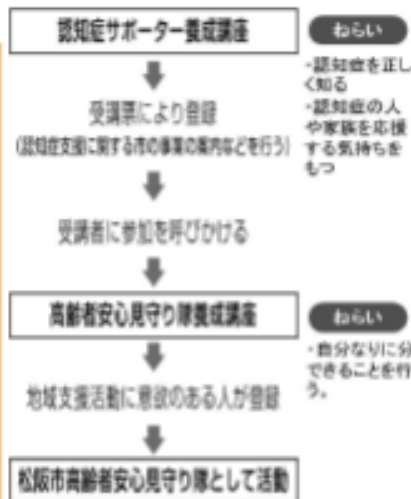 認知症サポーター養成講座
ねらい
・認知症を正し
く知る
・認知症の人
や家族を応援
する気持ちを
もつ
受講票により登録
(認知症支援に関する市の事業の案内などを行う)
受講者に参加を呼びかける
高齢者安心見守り隊養成講座
ねらい
・自分なりに分
できることを行
う。
地域支援活動に意欲のある人が登録
松阪市高齢者安心見守り隊として活動